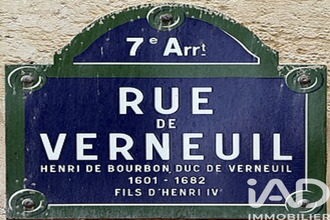 7e Arrt
RUE
DE
VERNEUIL
HENRI DE BOURBON, DUC DE VERNEUIL
1601 - 1682
FILS D'HENRI IV
iAD
IMMOBILIER